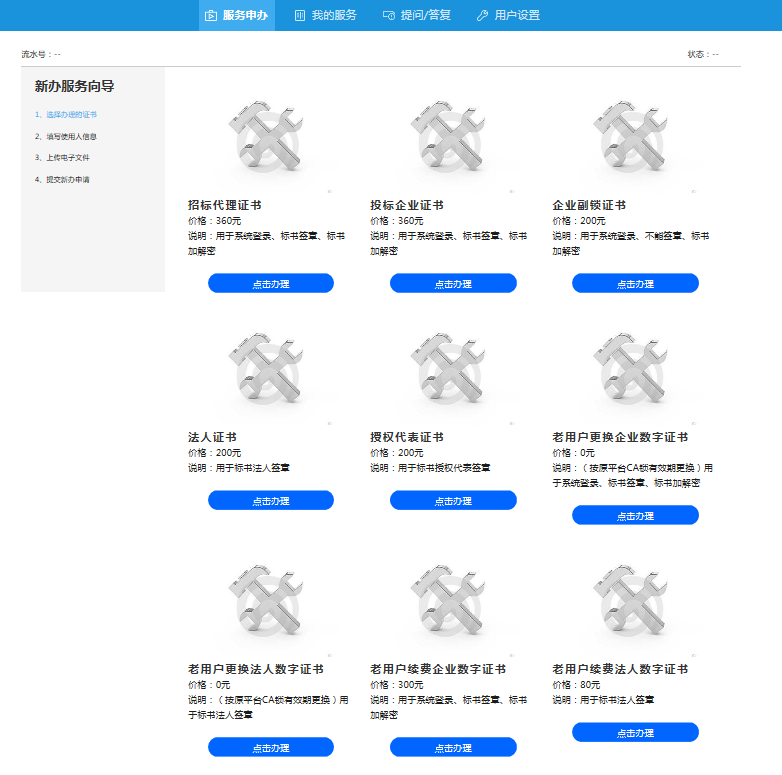 服务申办 我的服务 提问/答复 用户设置
流水号：-- 状态：--
新办服务向导
1、选择办理的证书
2、填写使用人信息
3、上传电子文件
4、提交新办申请
招标代理证书
价格：360元
说明：用于系统登录、标书签章、标书
加解密
点击办理
投标企业证书
价格：360元
说明：用于系统登录、标书签章、标书
加解密
点击办理
企业副锁证书
价格：200元
说明：用于系统登录、不能签章、标书
加解密
点击办理
法人证书
价格：200元
说明：用于标书法人签章
点击办理
授权代表证书
价格：200元
说明：用于标书授权代表签章
点击办理
老用户更换企业数字证书
价格：0元
说明：（按原平台CA锁有效期更换）用
于系统登录、标书签章、标书加解密
点击办理
老用户更换法人数字证书
价格：0元
说明：（按原平台CA锁有效期更换）用
于标书法人签章
点击办理
老用户续费企业数字证书
价格：300元
说明：用于系统登录、标书签章、标书
加解密
点击办理
老用户续费法人数字证书
价格：80元
说明：用于标书法人签章
点击办理